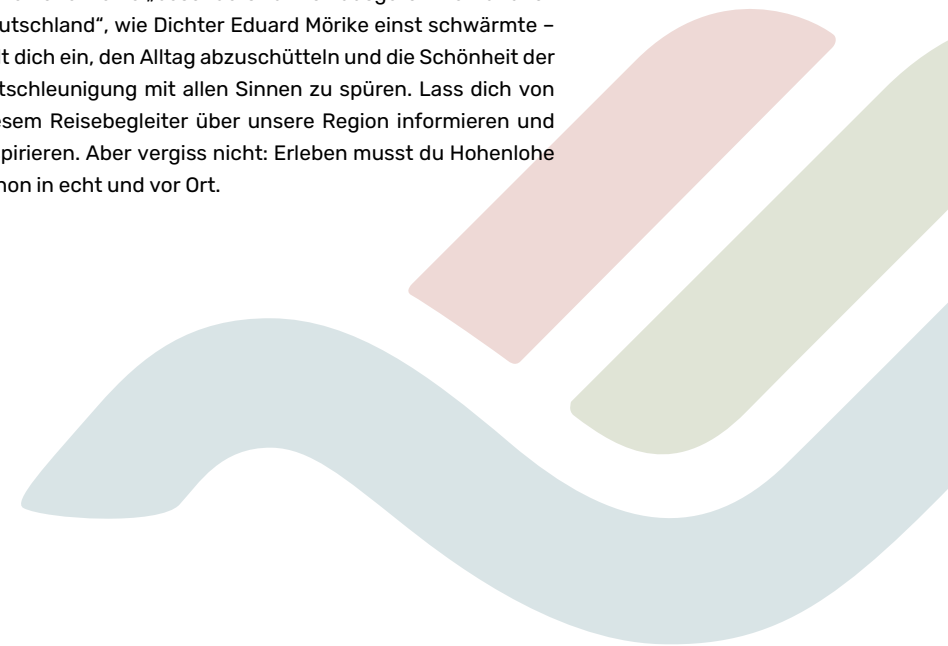 utschland“, wie Dichter Eduard Mörike einst schwärmte –
t dich ein, den Alltag abzuschütteln und die Schönheit der
tschleunigung mit allen Sinnen zu spüren. Lass dich von
esem Reisebegleiter über unsere Region informieren und
pirieren. Aber vergiss nicht: Erleben musst du Hohenlohe
hon in echt und vor Ort.